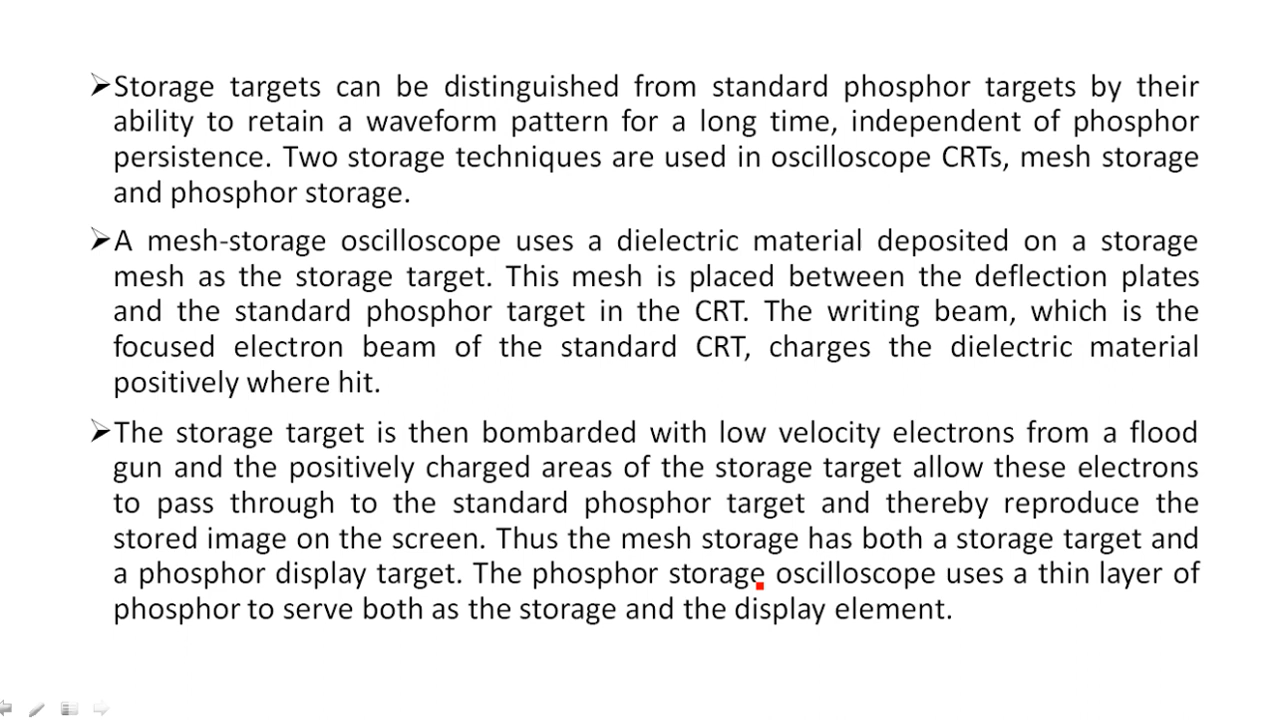 ➢Storage targets can be distinguished from standard phosphor targets by their
ability to retain a waveform pattern for a long time, independent of phosphor
persistence. Two storage techniques are used in oscilloscope CRTs, mesh storage
and phosphor storage.
➢A mesh-storage oscilloscope uses a dielectric material deposited on a storage
mesh as the storage target. This mesh is placed between the deflection plates
and the standard phosphor target in the CRT. The writing beam, which is the
focused electron beam of the standard CRT, charges the dielectric material
positively where hit.
➢The storage target is then bombarded with low velocity electrons from a flood
gun and the positively charged areas of the storage target allow these electrons
to pass through to the standard phosphor target and thereby reproduce the
stored image on the screen. Thus the mesh storage has both a storage target and
a phosphor display target. The phosphor storage oscilloscope uses a thin layer of
phosphor to serve both as the storage and the display element.